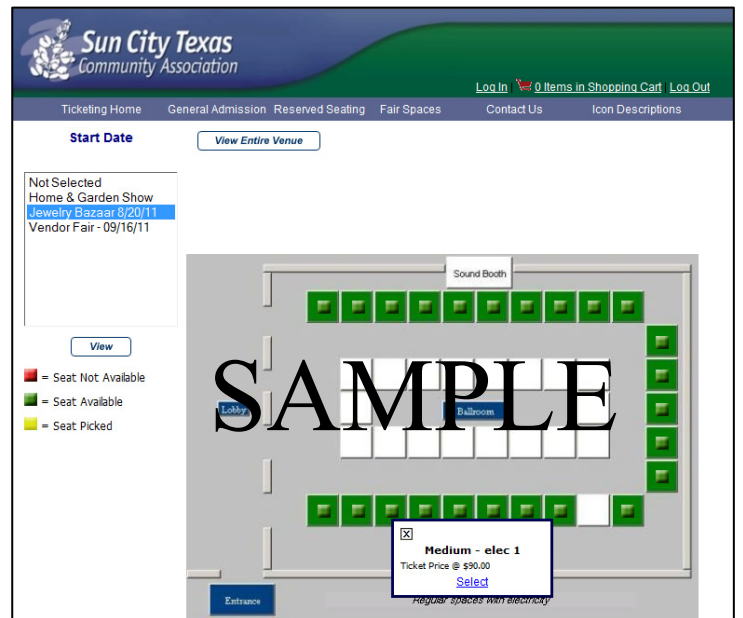 Sun City Texas
Community Association
Log In 0 Items in Shopping Cart Log Out
Ticketing Home General Admission Reserved Seating Fair Spaces Contact Us Icon Descriptions
Start Date
View Entire Venue
Not Selected
Home & Garden Show
Jewelry Bazaar 8/20/11
Vendor Fair - 09/16/11
View
= Seat Not Available
= Seat Available
= Seat Picked
Sound Booth
SAMPLE
Lobby
Ballroom
X
Medium - elec 1
Ticket Price @ $90.00
Select
Entrance
Regular spaces with electricity